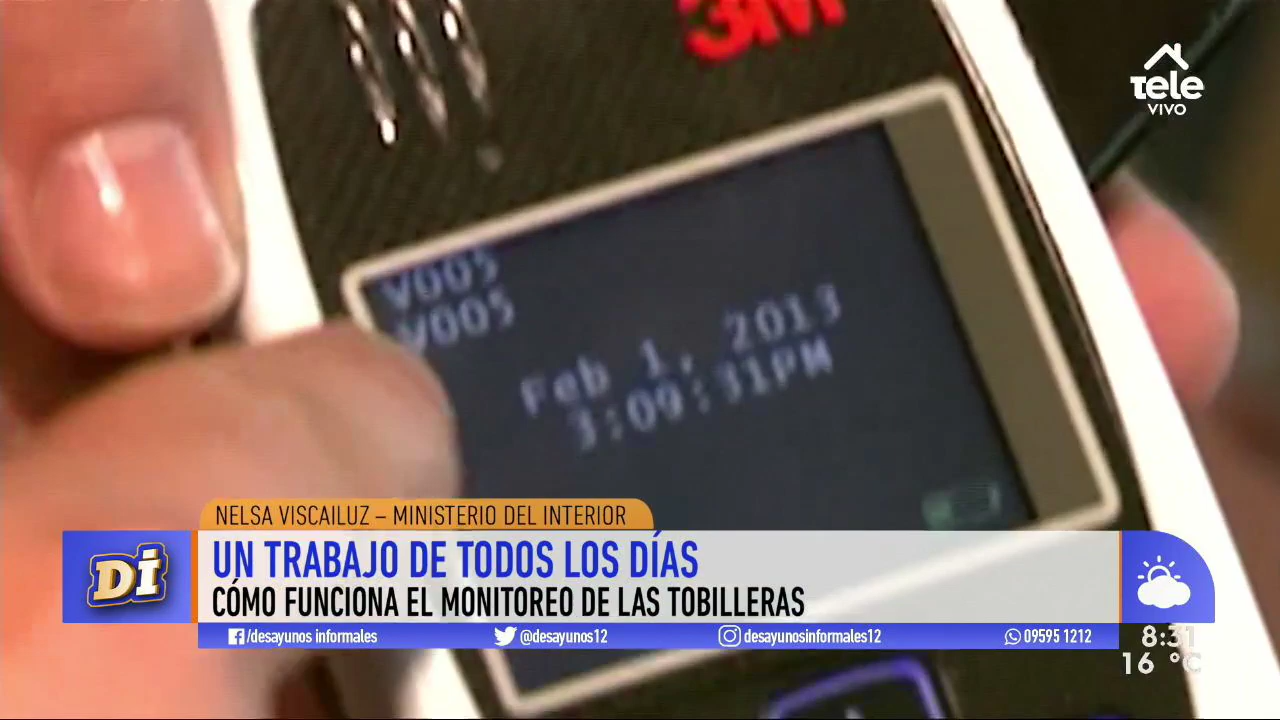 3M
tele
VIVO
V005
V005
Feb 1, 2013
3:09:31PM
NELSA VISCAILUZ – MINISTERIO DEL INTERIOR
Di
UN TRABAJO DE TODOS LOS DÍAS
CÓMO FUNCIONA EL MONITOREO DE LAS TOBILLERAS
/desayunos informales @desayunos12 desayunosinformales12 09595 1212
8:31
16 °C